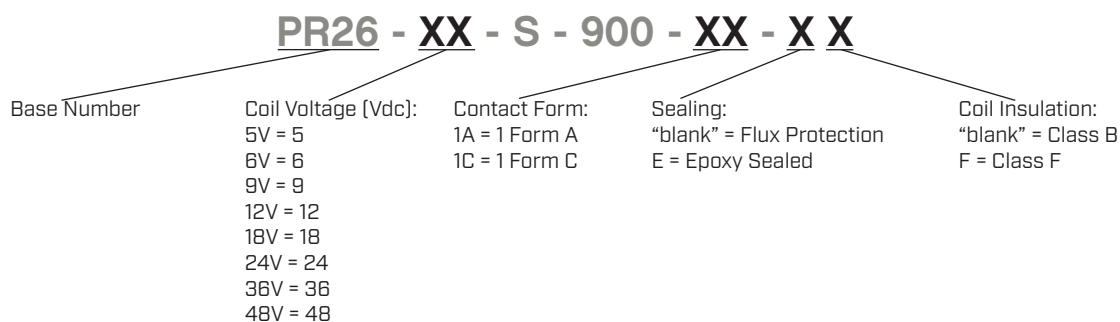 PR26 - XX - S - 900 - XX - X X
Base Number
Coil Voltage (Vdc):
5V = 5
6V = 6
9V = 9
12V = 12
18V = 18
24V = 24
36V = 36
48V = 48
Contact Form:
1A = 1 Form A
1C = 1 Form C
Sealing:
“blank” = Flux Protection
E = Epoxy Sealed
Coil Insulation:
“blank” = Class B
F = Class F